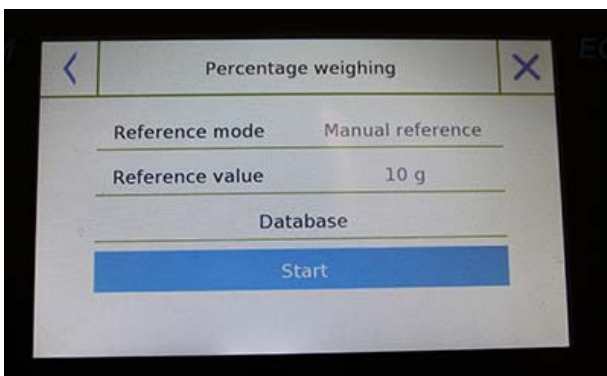 Percentage weighing
Reference mode Manual reference
Reference value 10 g
Database
Start